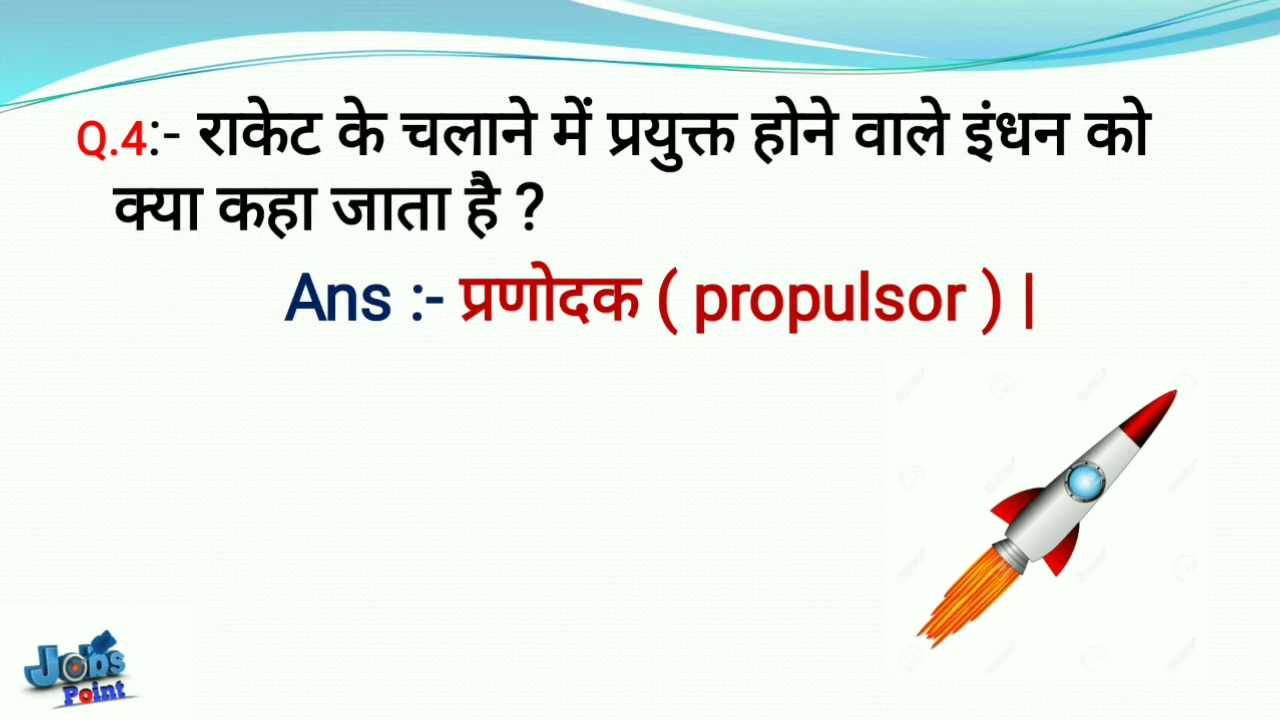 Q.4:- राकेट के चलाने में प्रयुक्त होने वाले इंधन को
क्या कहा जाता है ?
Ans :- प्रणोदक ( propulsor ) |
Jobs
Point